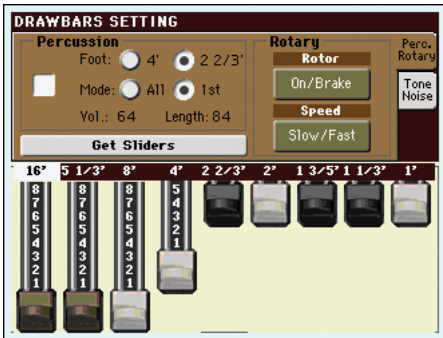 DRAWBARS SETTING
Percussion
Foot: 4' 2 2/3'
Mode: All 1st
Vol.: 64 Length: 84
Get Sliders
Rotary
Rotor
On/Brake
Speed
Slow/Fast
Perc.
Rotary
Tone
Noise
16' 5 1/3' 8' 4' 2 2/3' 2' 1 3/5' 1 1/3' 1'
8 8 8 5
7 7 7 4
6 6 6 3
5 5 5 2
4 4 4 1
3 3 3
2 2 2
1 1 1